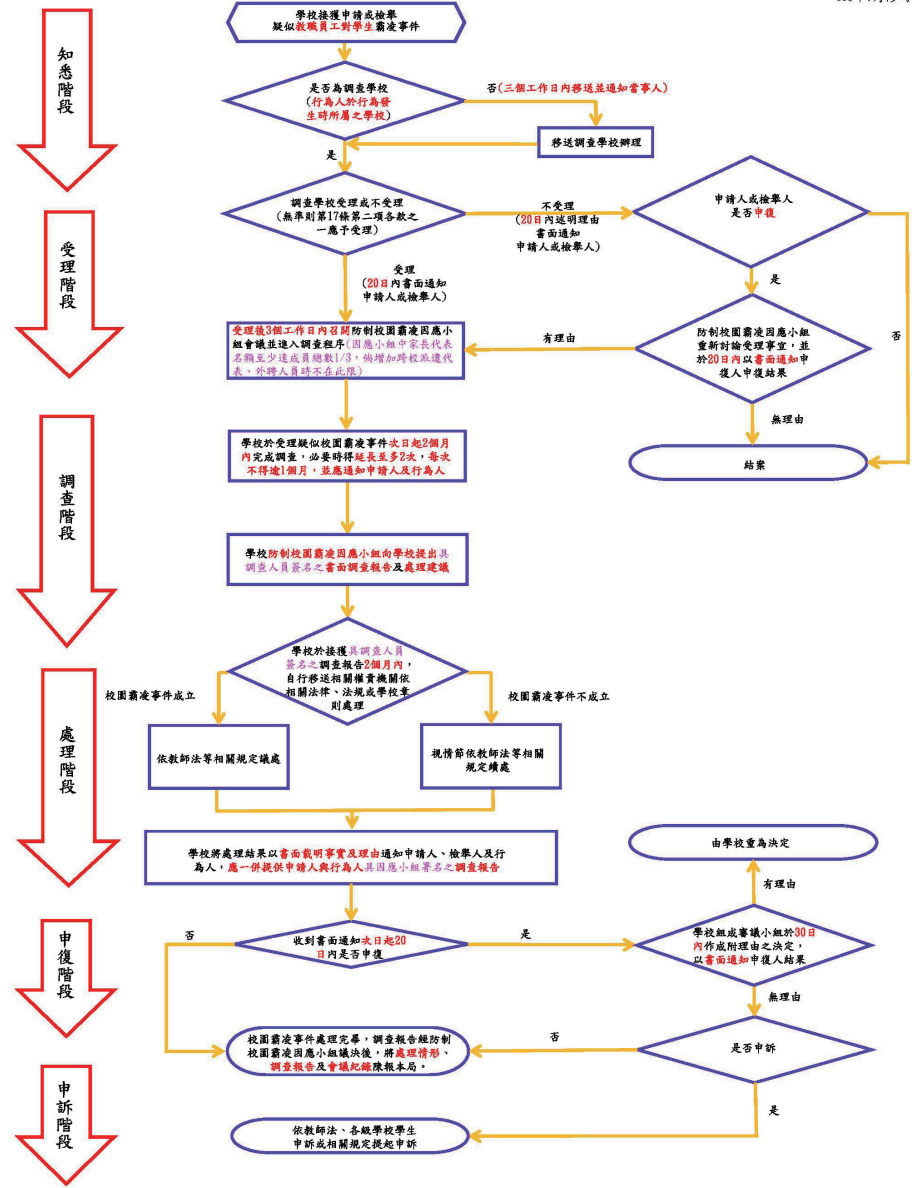 學校接獲申請或檢舉
疑似教職員工對學生霸凌事件
知悉階段
是否為調查學校
(行為人於行為發
生時所屬之學校)
否(三個工作日內移送並通知當事人)
移送調查學校辦理
是
調查學校受理或不受理
(無準則第17條第二項各款之
一應予受理)
不受理
(20日內述明理由
書面通知
申請人或檢舉人)
申請人或檢舉人
是否申復
否
是
受理階段
受理
(20日內書面通知
申請人或檢舉人)
受理後3個工作日內召開防制校園霸凌因應小
組會議並進入調查程序(因應小組中家長代表
名額至少達成員總數1/3，倘增加跨校派遣代
表、外聘人員時不在此限)
有理由
防制校園霸凌因應小組
重新討論受理事宜，並
於20日內以書面通知申
復人申復結果
無理由
結案
調查階段
學校於受理疑似校園霸凌事件次日起2個月
內完成調查，必要時得延長至多2次，每次
不得逾1個月，並應通知申請人及行為人
學校防制校園霸凌因應小組向學校提出具
調查人員簽名之書面調查報告及處理建議
學校於接獲具調查人員
簽名之調查報告2個月內，
自行移送相關權責機關依
相關法律、法規或學校章
則處理
校園霸凌事件成立
校園霸凌事件不成立
處理階段
依教師法等相關規定議處
視情節依教師法等相關
規定續處
學校將處理結果以書面載明事實及理由通知申請人、檢舉人及行
為人，應一併提供申請人與行為人具因應小組署名之調查報告
由學校重為決定
有理由
申復階段
否
收到書面通知次日起20
日內是否申復
是
學校組成審議小組於30日
內作成附理由之決定，
以書面通知申復人結果
無理由
校園霸凌事件處理完畢，調查報告經防制
校園霸凌因應小組議決後，將處理情形、
調查報告及會議紀錄陳報本局。
否
是否申訴
是
申訴階段
依教師法、各級學校學生
申訴或相關規定提起申訴